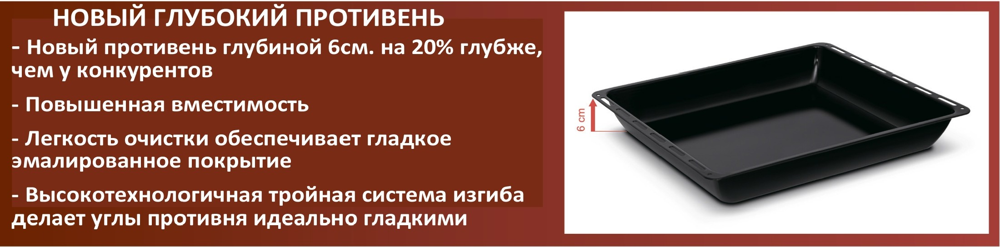 НОВЫЙ ГЛУБОКИЙ ПРОТИВЕНЬ
- Новый противень глубиной 6см. на 20% глубже,
чем у конкурентов
- Повышенная вместимость
- Легкость очистки обеспечивает гладкое
эмалированное покрытие
- Высокотехнологичная тройная система изгиба
делает углы противня идеально гладкими
6 cm